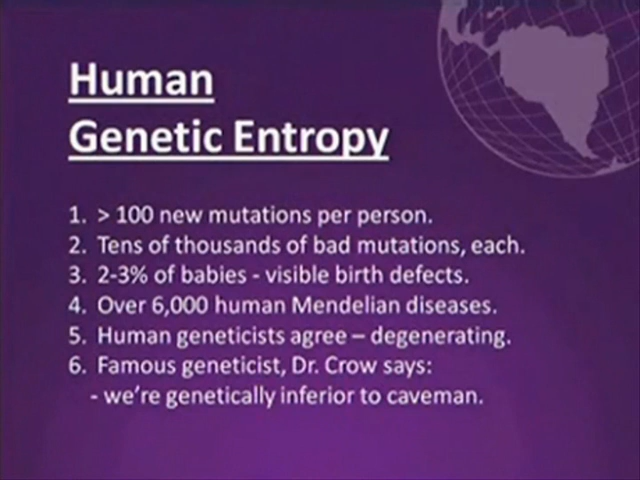 Human
Genetic Entropy
1. > 100 new mutations per person.
2. Tens of thousands of bad mutations, each.
3. 2-3% of babies - visible birth defects.
4. Over 6,000 human Mendelian diseases.
5. Human geneticists agree – degenerating.
6. Famous geneticist, Dr. Crow says:
- we're genetically inferior to caveman.